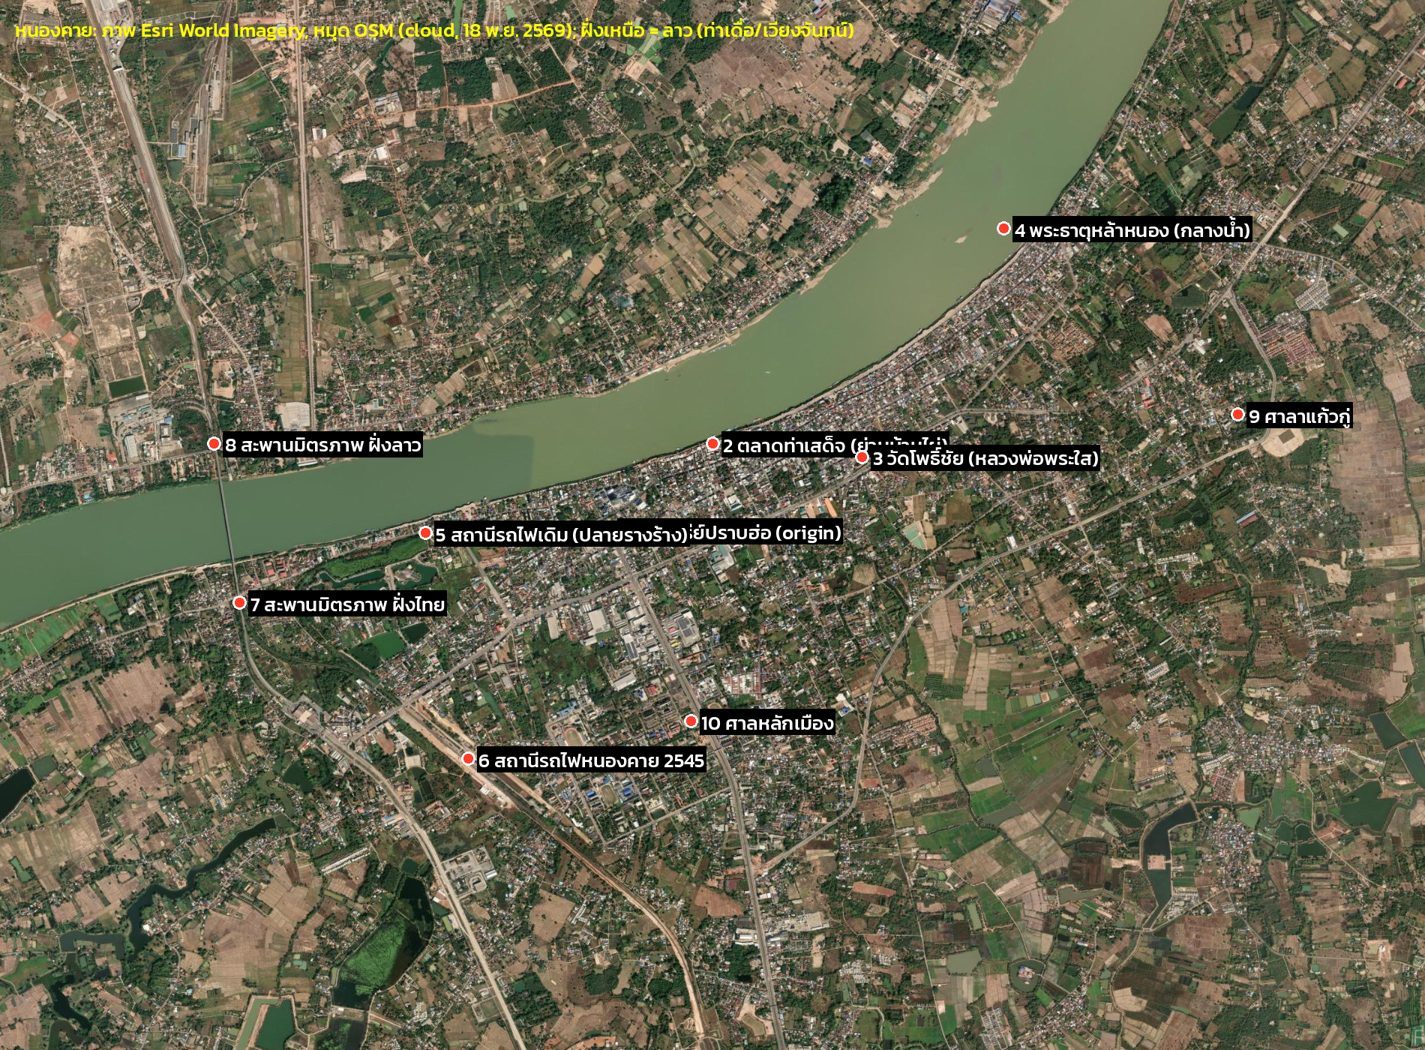 หนองคาย: ภาพ Esri World Imagery, หมุด OSM (cloud, 18 พ.ย. 2569); ฝั่งเหนือ = ลาว (ท่าเดื่อ/เวียงจันทน์)
4 พระธาตุหล้าหนอง (กลางน้ำ)
9 ศาลาแก้วกู่
8 สะพานมิตรภาพ ฝั่งลาว
2 ตลาดท่าเสด็จ
3 วัดโพธิ์ชัย (หลวงพ่อพระใส)
5 สถานีรถไฟเดิม (ปลายรางร้าง)
ปราบฮ่อ (origin)
7 สะพานมิตรภาพ ฝั่งไทย
10 ศาลหลักเมือง
6 สถานีรถไฟหนองคาย 2545